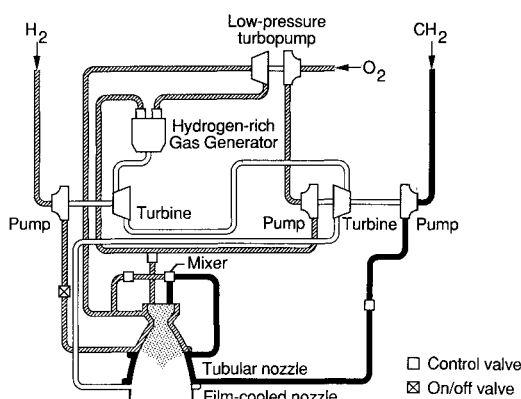 H2
Low-pressure
turbopump
CH2
O2
Hydrogen-rich
Gas Generator
Pump
Turbine
Pump
Turbine
Pump
Mixer
Tubular nozzle
Control valve
On/off valve
Film-cooled nozzle